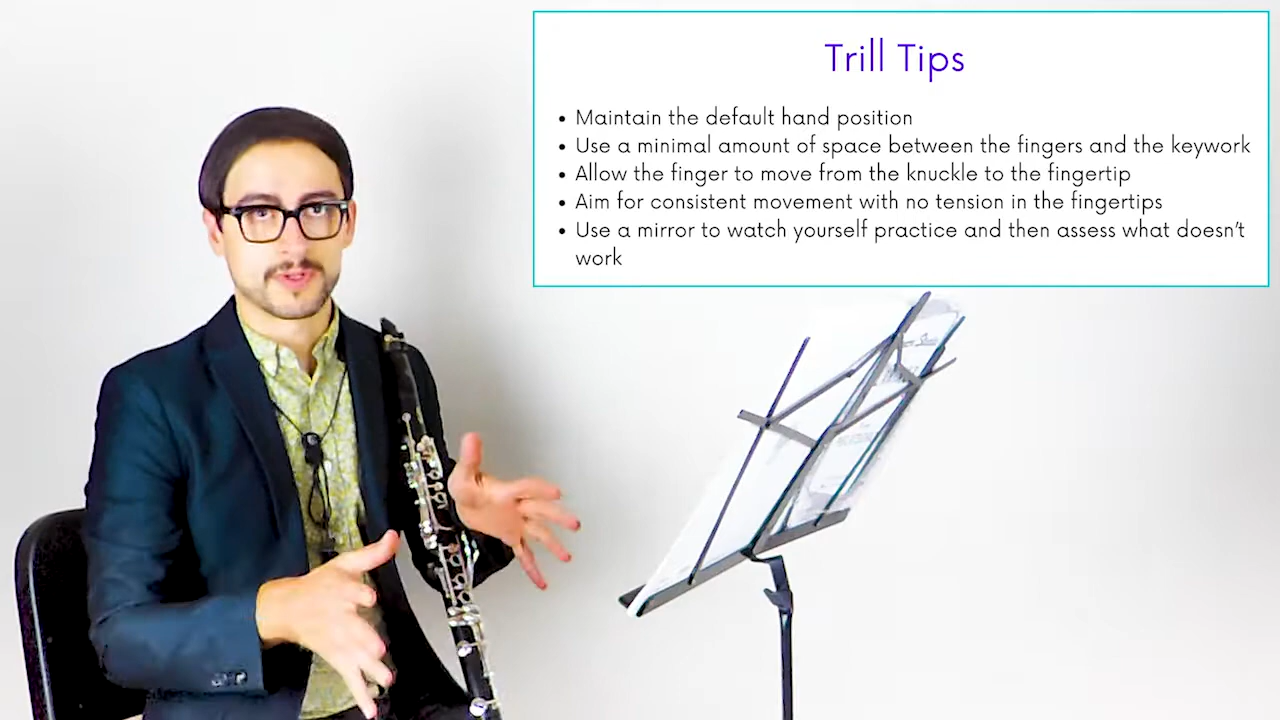 Trill Tips
• Maintain the default hand position
• Use a minimal amount of space between the fingers and the keywork
• Allow the finger to move from the knuckle to the fingertip
• Aim for consistent movement with no tension in the fingertips
• Use a mirror to watch yourself practice and then assess what doesn't
work